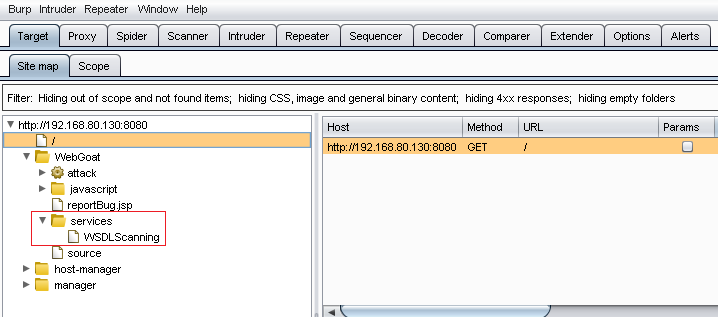 Burp Intruder Repeater Window Help
Target Proxy Spider Scanner Intruder Repeater Sequencer Decoder Comparer Extender Options Alerts
Site map Scope
Filter: Hiding out of scope and not found items; hiding CSS, image and general binary content; hiding 4xx responses; hiding empty folders
http://192.168.80.130:8080
/
WebGoat
attack
javascript
reportBug.jsp
services
WSDLScanning
source
host-manager
manager
Host Method URL Params
http://192.168.80.130:8080 GET /